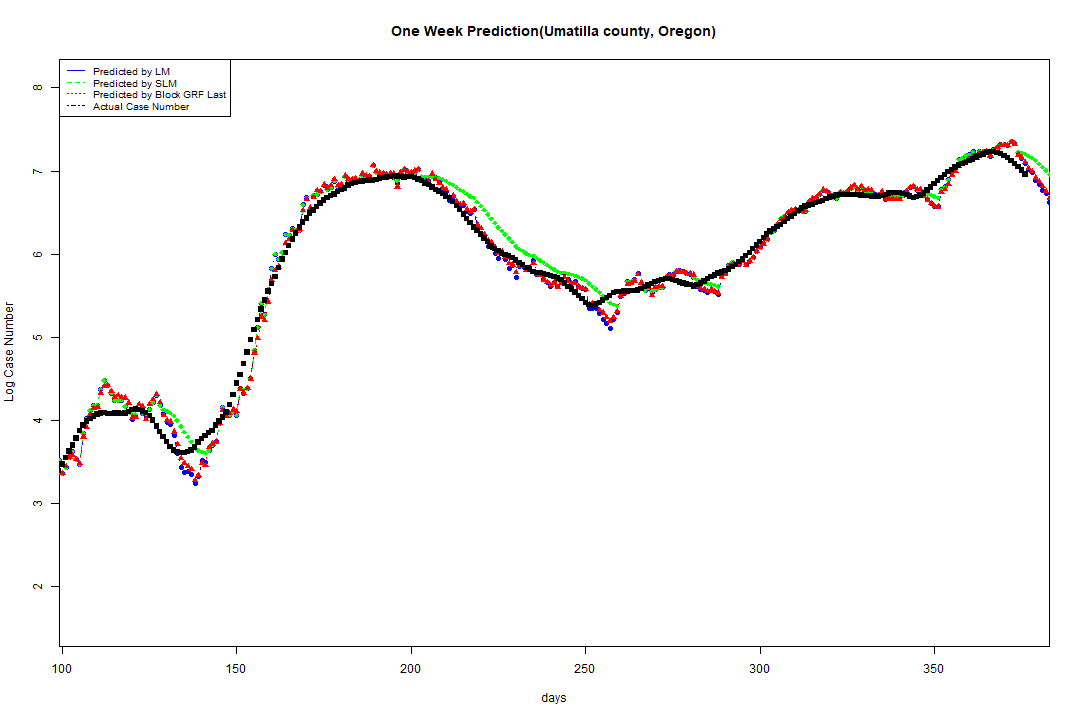 One Week Prediction(Umatilla county, Oregon)
Predicted by LM
Predicted by SLM
Predicted by Block GRF Last
Actual Case Number
8
7
6
5
4
3
2
Log Case Number
100 150 200 250 300 350
days